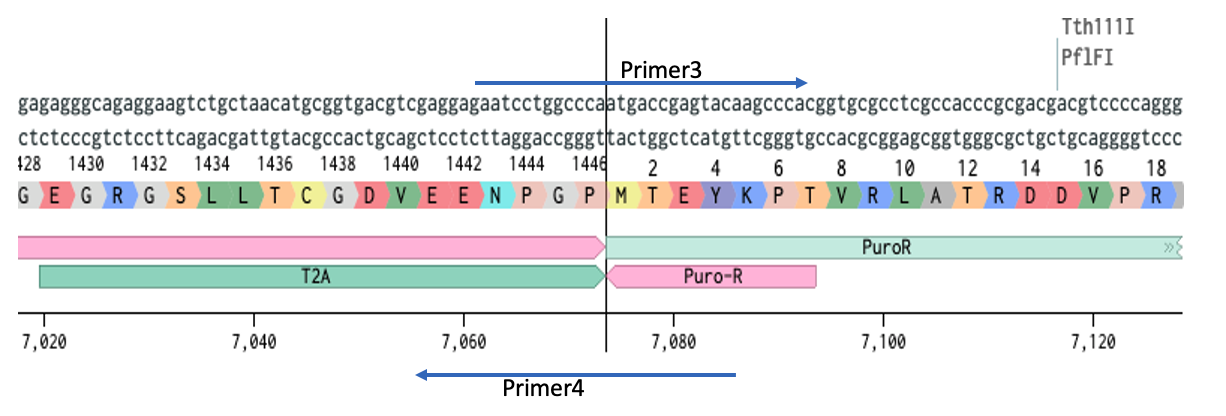 Tth111I
PflFI
Primer3
gagagggcagaggaagtctgctaacatgcggtgacgtcgaggagaatcctggcccaatgaccgagtacaagcccacggtgcgcctcgccacccgcgacgacgtccccaggg
ctctcccgtctccttcagacgattgtacgccactgcagctcctcttaggaccgggttactggctcatgttcgggtgccacgcggagcggtgggcgctgctgcaggggtccc
428 1430 1432 1434 1436 1438 1440 1442 1444 1446 2 4 6 8 10 12 14 16 18
G E G R G S L L T C G D V E E N P G P M T E Y K P T V R L A T R D D V P R
PuroR
T2A Puro-R
7,020 7,040 7,060 7,080 7,100 7,120
Primer4